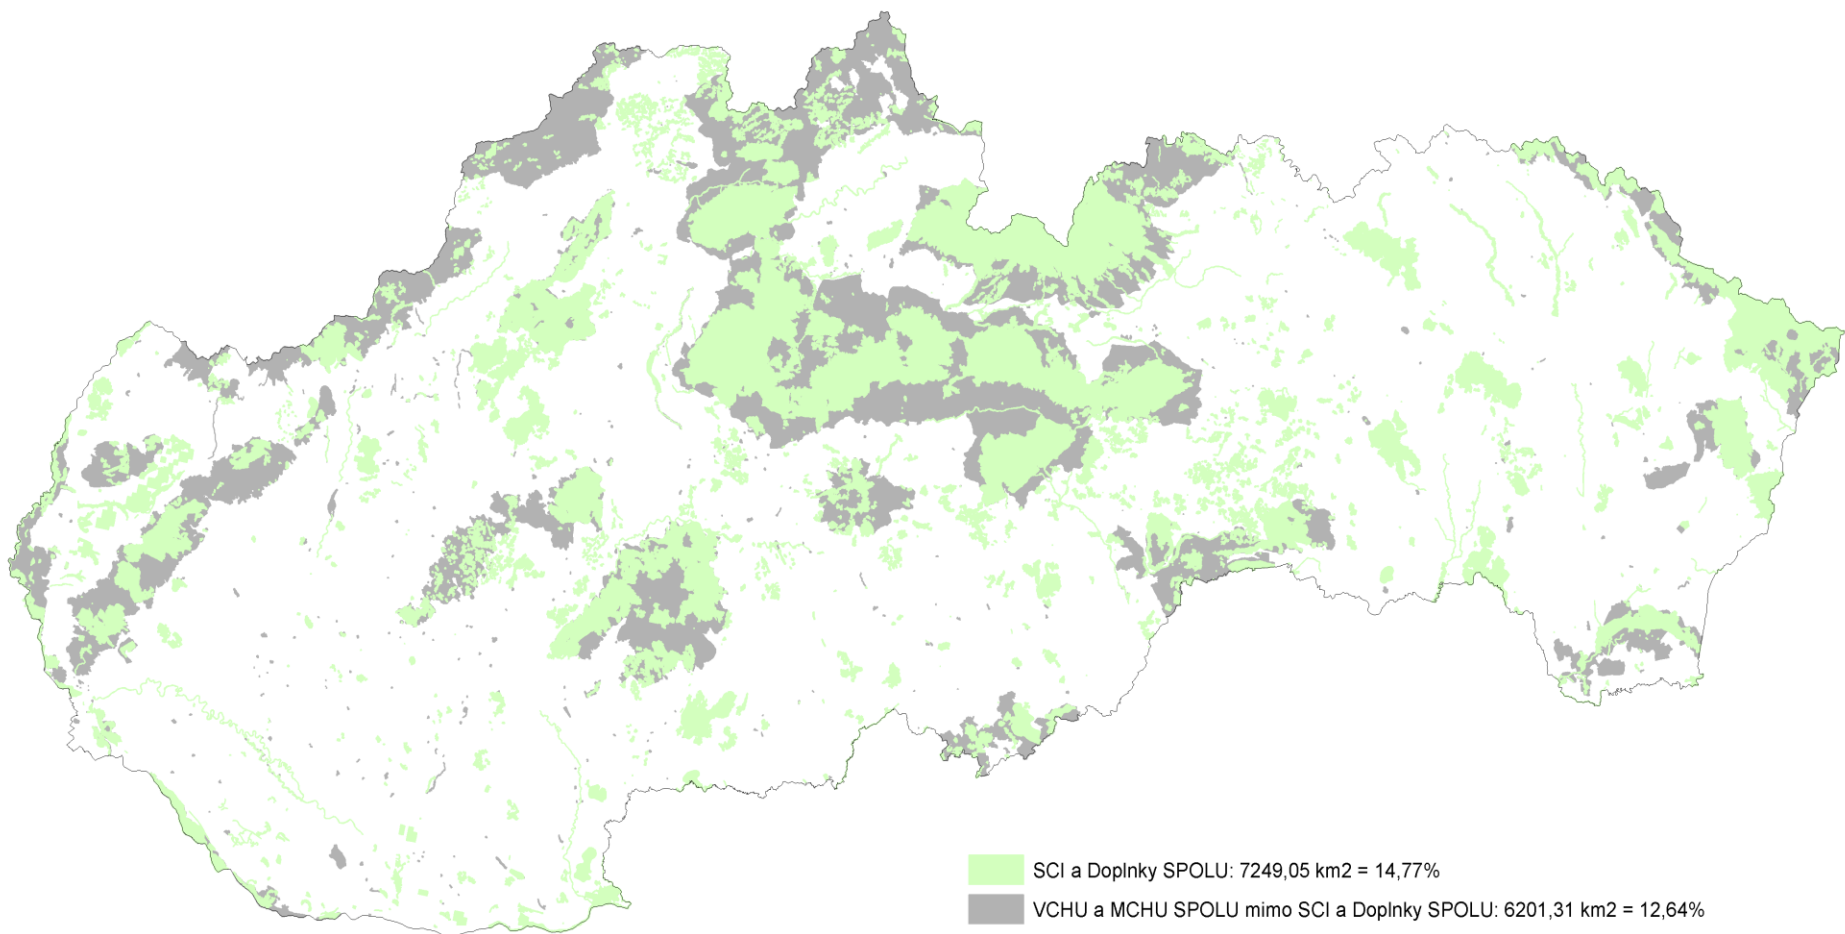 SCI a Doplnky SPOLU: 7249,05 km2 = 14,77%
VCHU a MCHU SPOLU mimo SCI a Doplnky SPOLU: 6201,31 km2 = 12,64%